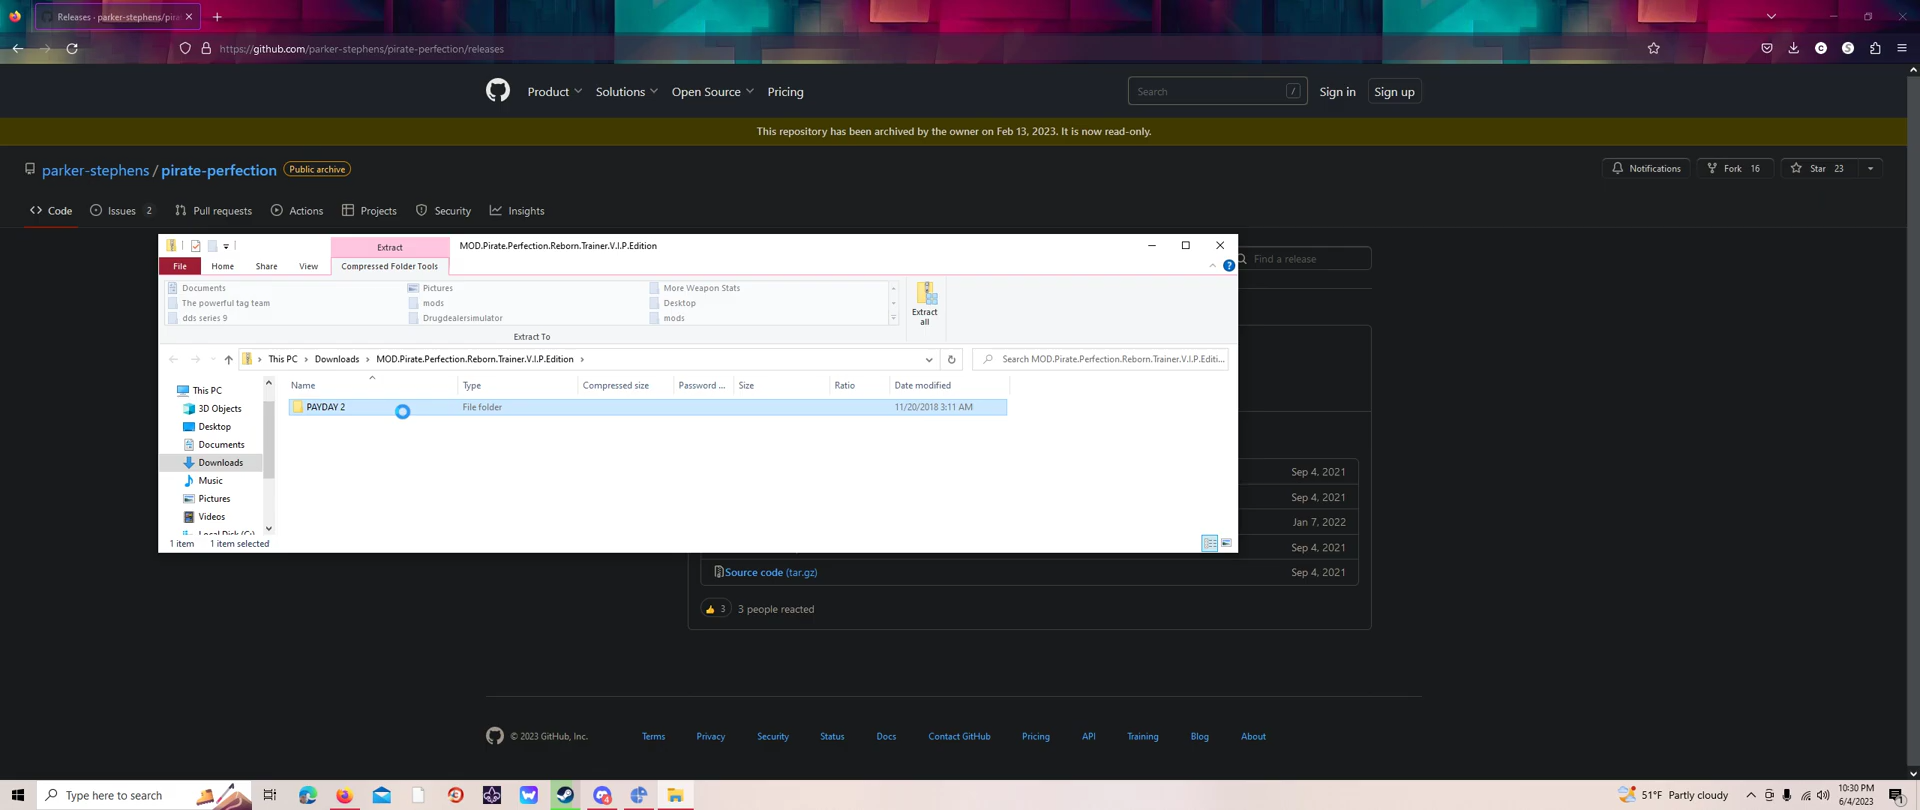 Releases · parker-stephens/pira
https://github.com/parker-stephens/pirate-perfection/releases
Product Solutions Open Source Pricing
Search /
Sign in Sign up
This repository has been archived by the owner on Feb 13, 2023. It is now read-only.
parker-stephens / pirate-perfection Public archive
Notifications Fork 16 Star 23
Code Issues 2 Pull requests Actions Projects Security Insights
Extract MOD.Pirate.Perfection.Reborn.Trainer.V.I.P.Edition
File Home Share View Compressed Folder Tools
Find a release
Documents Pictures More Weapon Stats
The powerful tag team mods Desktop
dds series 9 Drugdealersimulator mods
Extract all
Extract To
This PC Downloads MOD.Pirate.Perfection.Reborn.Trainer.V.I.P.Edition
Search MOD.Pirate.Perfection.Reborn.Trainer.V.I.P.Editi...
Name Type Compressed size Password ... Size Ratio Date modified
PAYDAY 2 File folder 11/20/2018 3:11 AM
This PC
3D Objects
Desktop
Documents
Downloads
Music
Pictures
Videos
Local Disk (C:)
1 item 1 item selected
Sep 4, 2021
Sep 4, 2021
Jan 7, 2022
Sep 4, 2021
Source code (tar.gz) Sep 4, 2021
3 3 people reacted
© 2023 GitHub, Inc. Terms Privacy Security Status Docs Contact GitHub Pricing API Training Blog About
Type here to search
4
51°F Partly cloudy
10:30 PM
6/4/2023
1